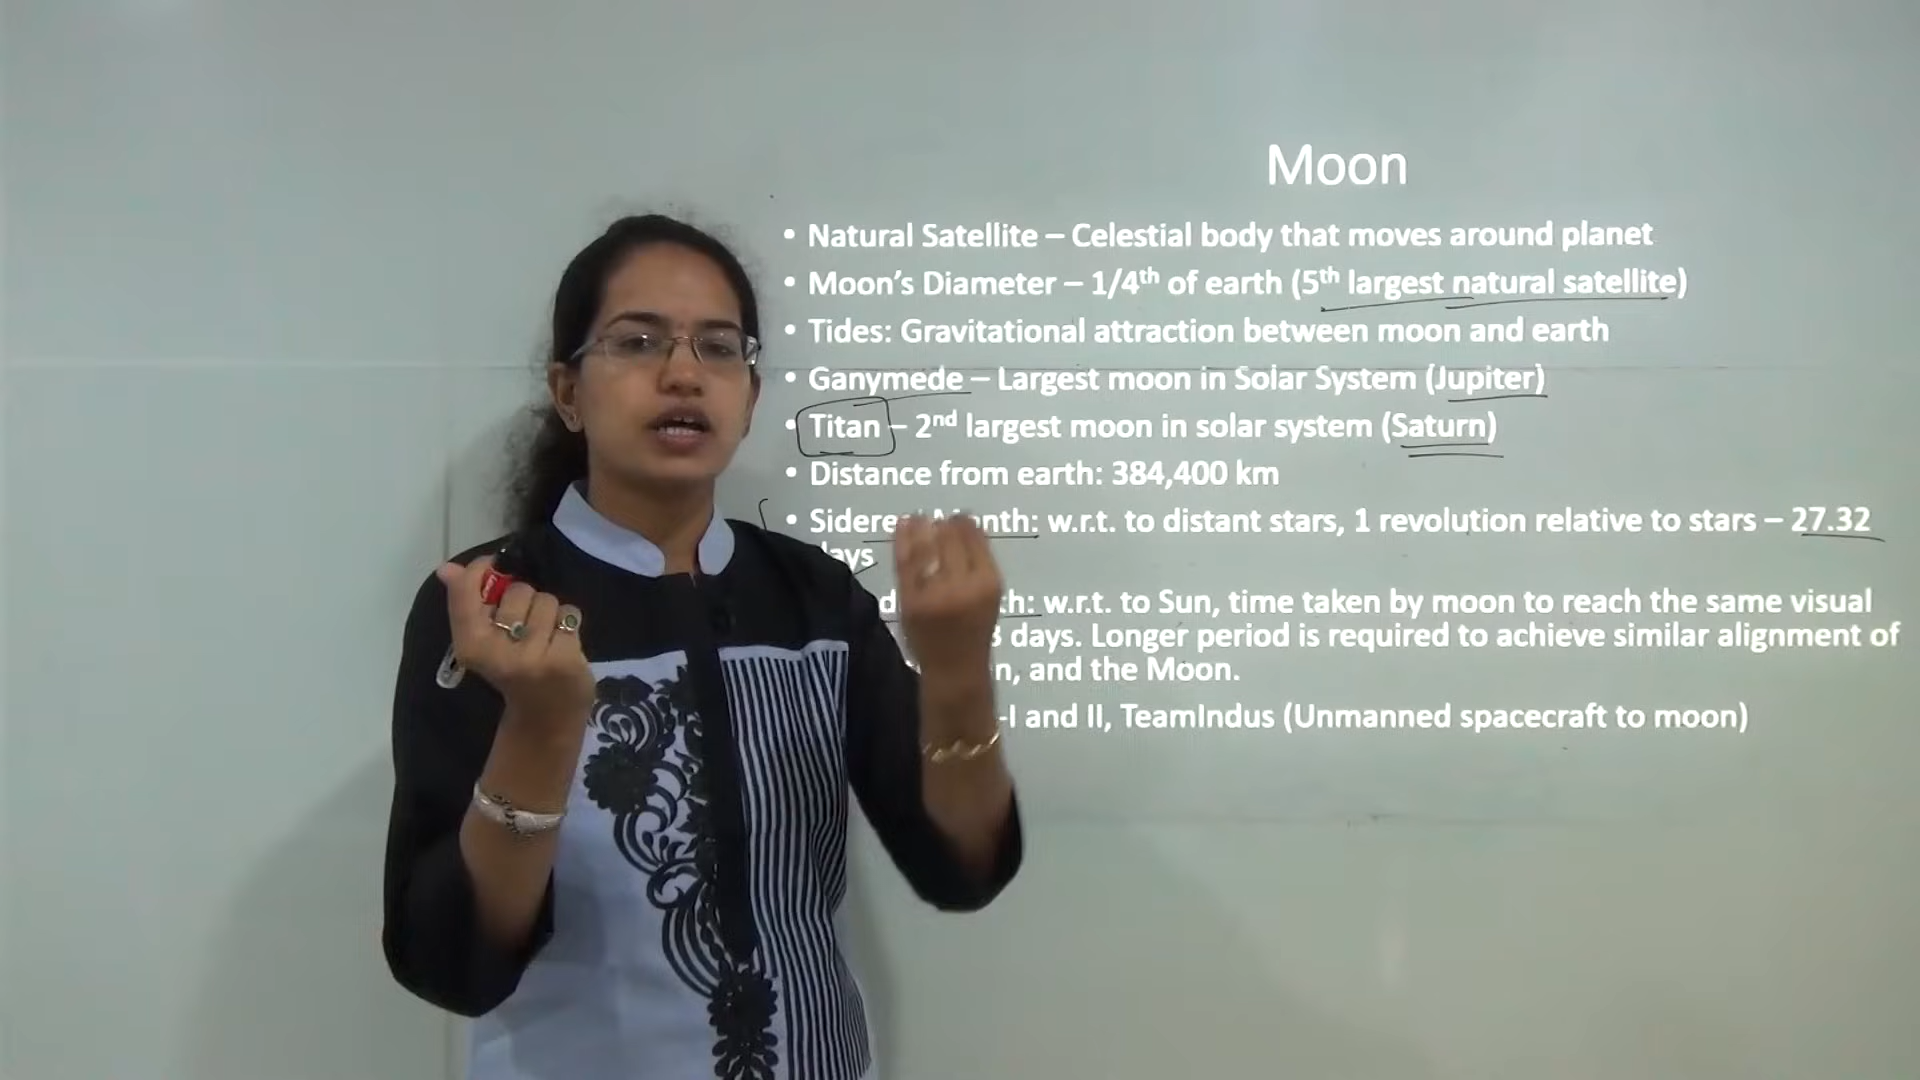 Moon
• Natural Satellite – Celestial body that moves around planet
• Moon's Diameter – 1/4th of earth (5th largest natural satellite)
• Tides: Gravitational attraction between moon and earth
• Ganymede – Largest moon in Solar System (Jupiter)
• Titan – 2nd largest moon in solar system (Saturn)
• Distance from earth: 384,400 km
• w.r.t. to distant stars, 1 revolution relative to stars – 27.32
w.r.t. to Sun, time taken by moon to reach the same visual
days. Longer period is required to achieve similar alignment of
and the Moon.
I and II, TeamIndus (Unmanned spacecraft to moon)